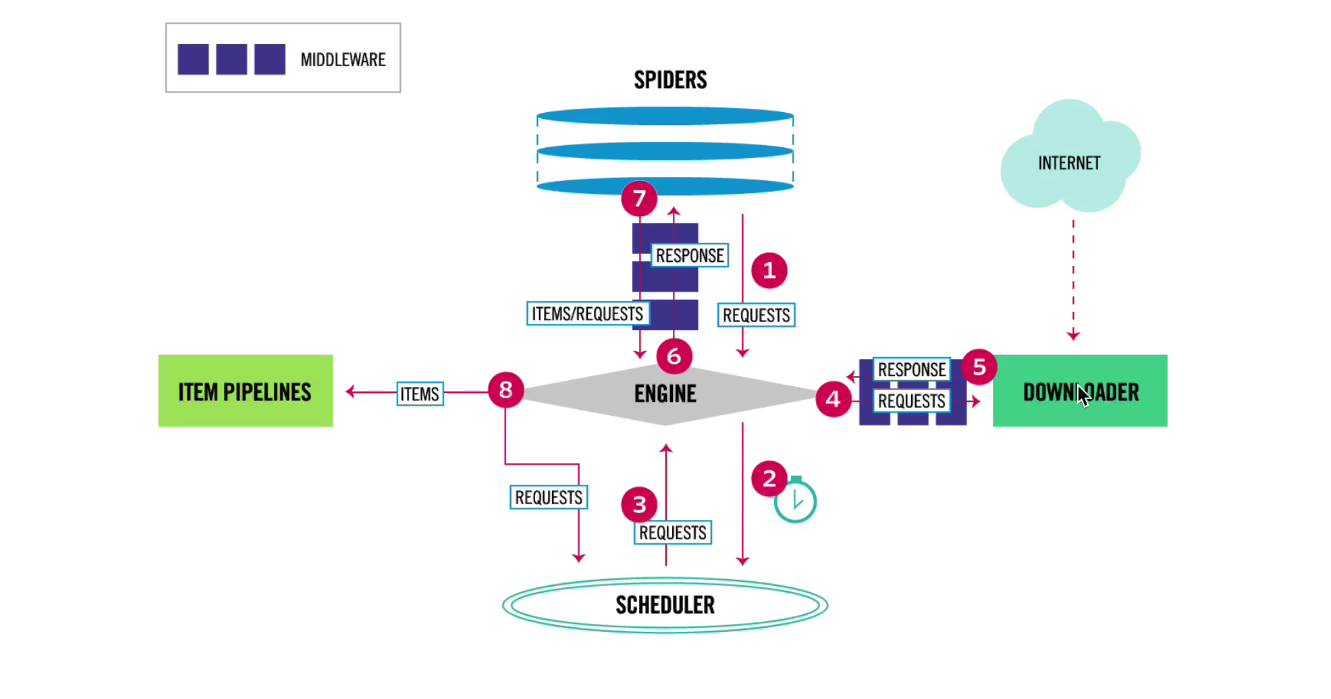 MIDDLEWARE
SPIDERS
INTERNET
7
RESPONSE
1
ITEMS/REQUESTS
REQUESTS
6
ITEM PIPELINES
ITEMS
8
ENGINE
4
RESPONSE
REQUESTS
5
DOWNLOADER
2
REQUESTS
3
REQUESTS
SCHEDULER